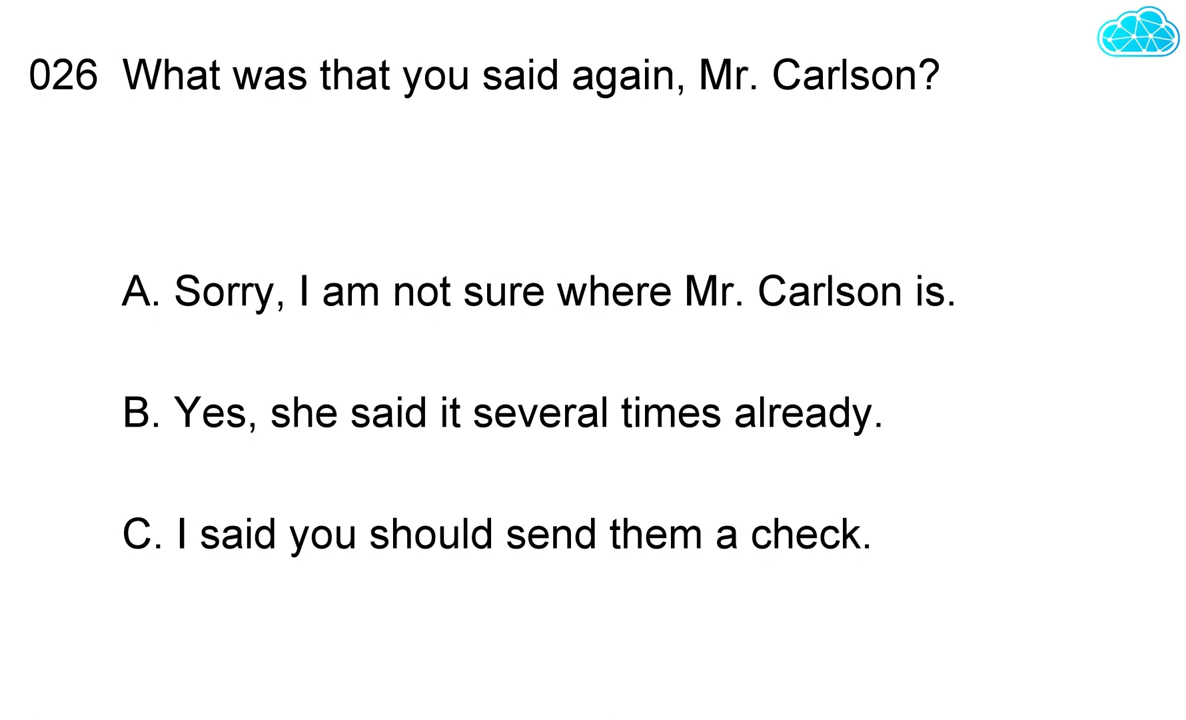 026 What was that you said again, Mr. Carlson?
A. Sorry, I am not sure where Mr. Carlson is.
B. Yes, she said it several times already.
C. I said you should send them a check.